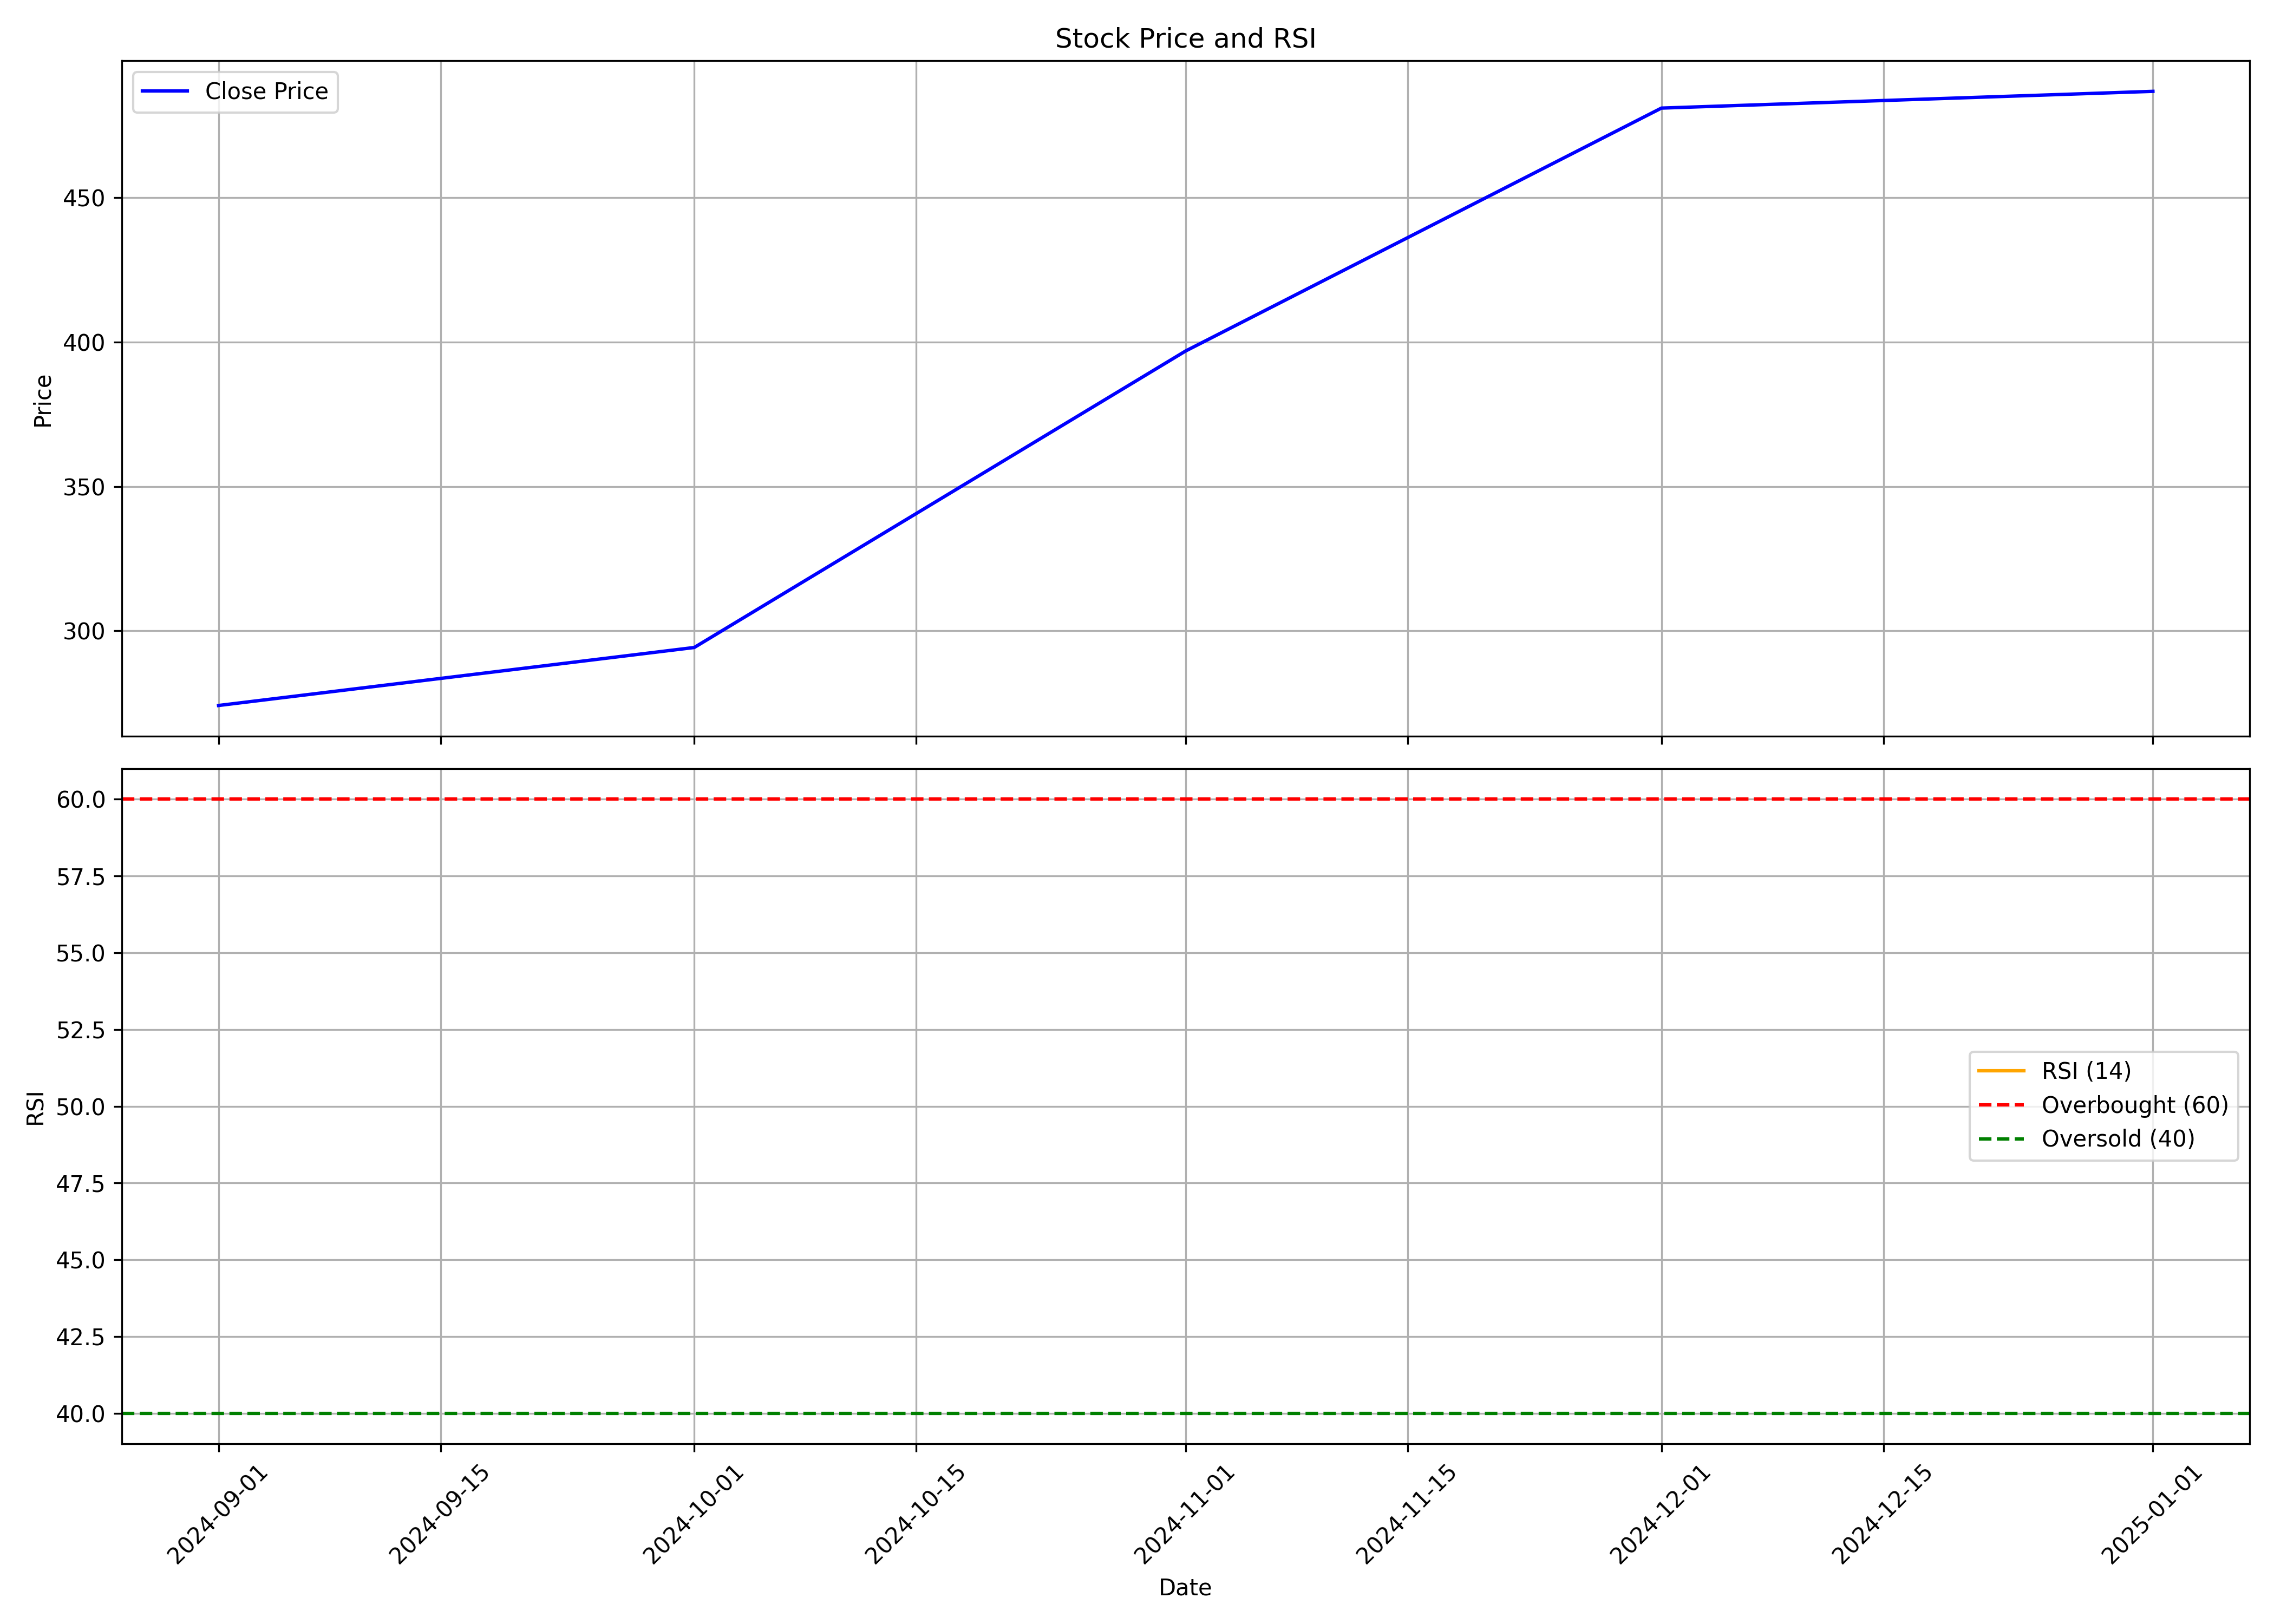 Stock Price and RSI
Close Price
Price
450
400
350
300
RSI
60.0
57.5
55.0
52.5
50.0
47.5
45.0
42.5
40.0
RSI (14)
Overbought (60)
Oversold (40)
2024-09-01
2024-09-15
2024-10-01
2024-10-15
2024-11-01
2024-11-15
2024-12-01
2024-12-15
2025-01-01
Date